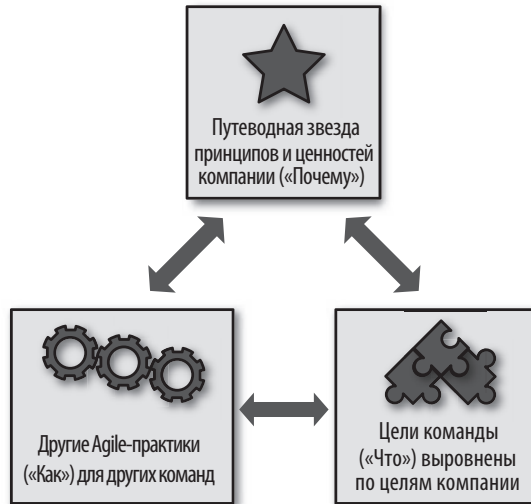 Путеводная звезда
принципов и ценностей
компании («Почему»)
Другие Agile-практики
(«Как») для других команд
Цели команды
(«Что») выровнены
по целям компании